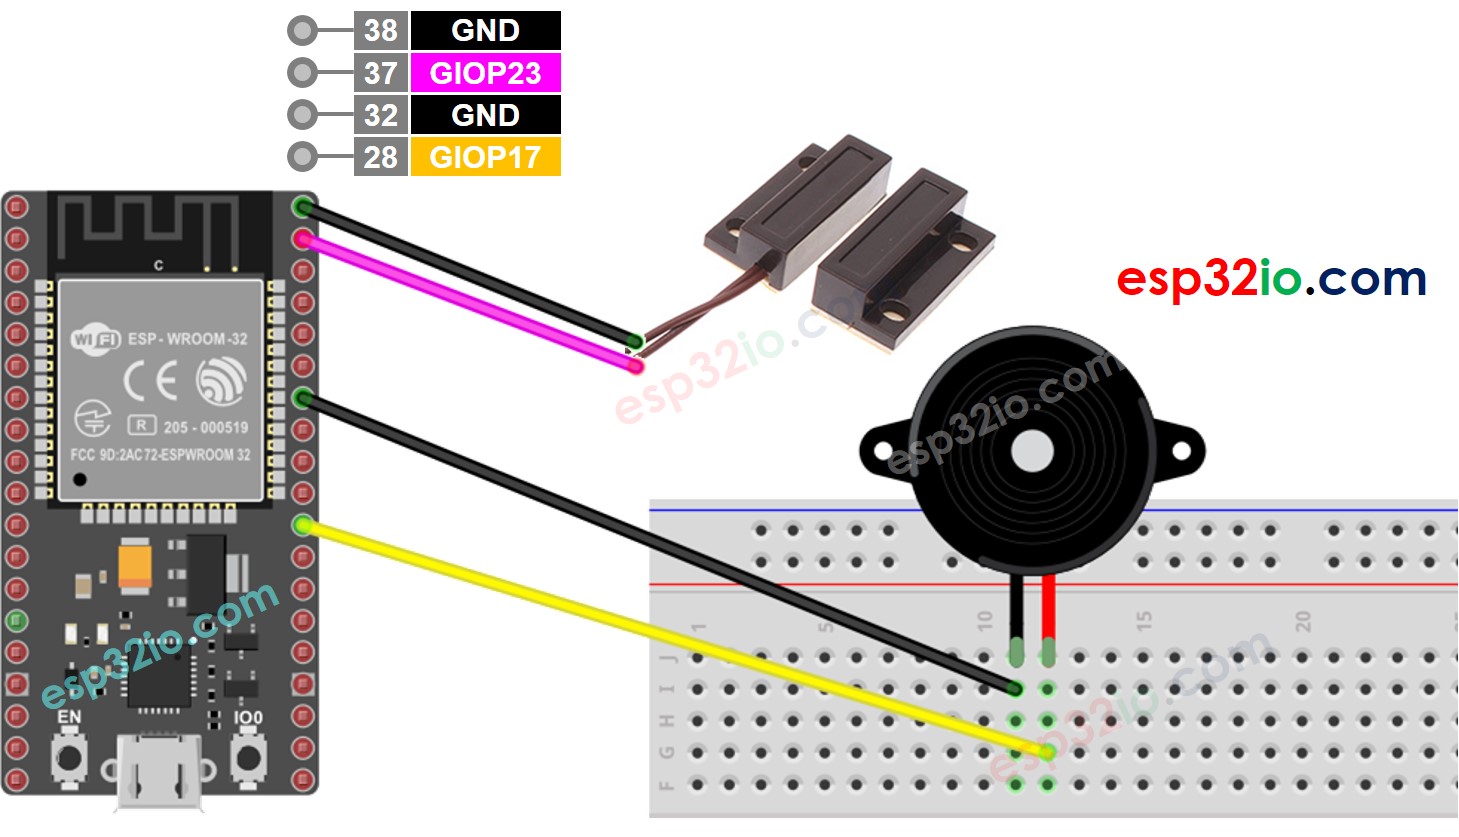 38 GND
37 GIOP23
32 GND
28 GIOP17
C
WiFi ESP-WROOM-32
CE
R 205-000519
FCC 9D:2AC72-ESPWROOM 32
esp32io.com
EN
IO0
esp32io.com
esp32io.com
esp32io.com
1 5 10 15 20
J
I
H
G
F
esp32io.com